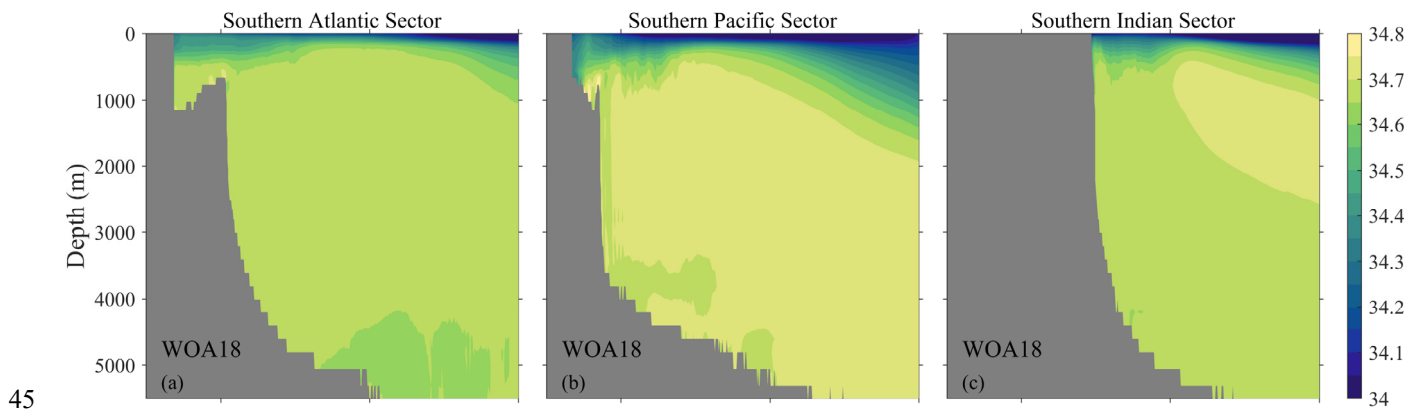 Southern Atlantic Sector
Southern Pacific Sector
Southern Indian Sector
0
1000
2000
3000
4000
5000
Depth (m)
WOA18
(a)
WOA18
(b)
WOA18
(c)
34.8
34.7
34.6
34.5
34.4
34.3
34.2
34.1
34
45